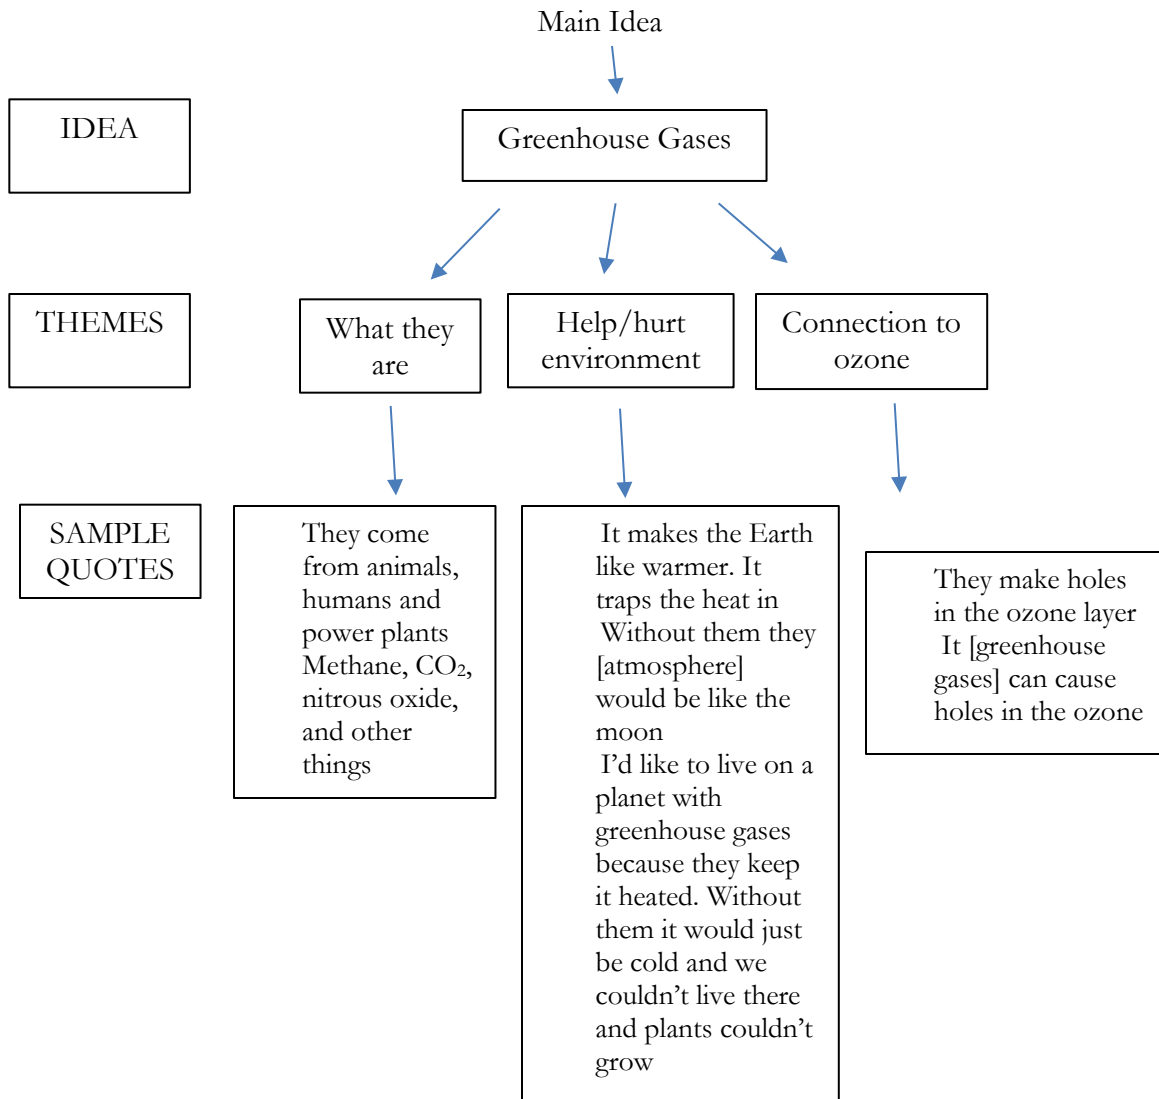 Main Idea
IDEA
Greenhouse Gases
THEMES
What they
are
Help/hurt
environment
Connection to
ozone
SAMPLE
QUOTES
They come
from animals,
humans and
power plants
Methane, CO₂,
nitrous oxide,
and other
things
It makes the Earth
like warmer. It
traps the heat in
Without them they
[atmosphere]
would be like the
moon
I’d like to live on a
planet with
greenhouse gases
because they keep
it heated. Without
them it would just
be cold and we
couldn’t live there
and plants couldn’t
grow
They make holes
in the ozone layer
It [greenhouse
gases] can cause
holes in the ozone